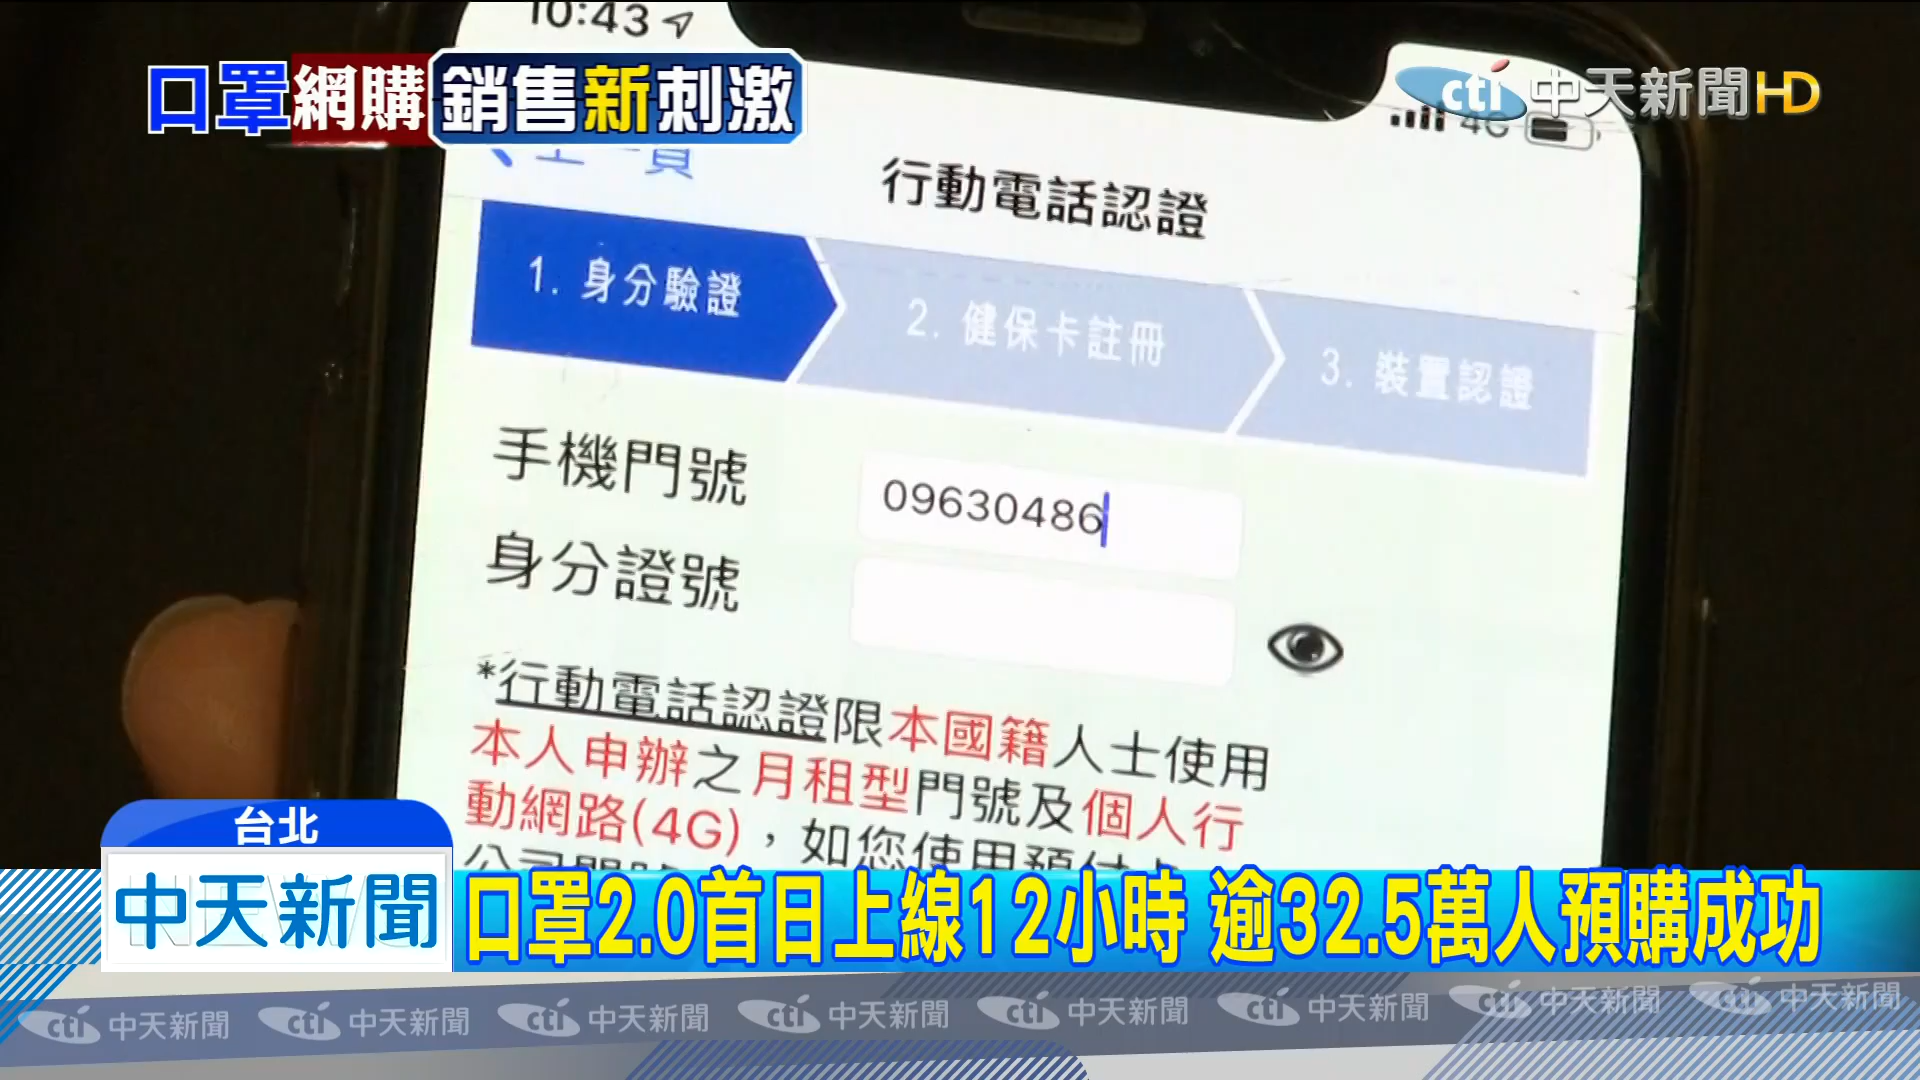 10:43
口罩網購 銷售新刺激
cti 中天新聞HD
4G
行動電話認證
1. 身分驗證
2. 健保卡註冊
3. 裝置認證
手機門號
09630486
身分證號
*行動電話認證限本國籍人士使用
本人申辦之月租型門號及個人行
動網路(4G)，如您使用預付卡
台北
中天新聞
口罩2.0首日上線12小時 逾32.5萬人預購成功
cti 中天新聞 cti 中天新聞 cti 中天新聞 cti 中天新聞 cti 中天新聞 cti 中天新聞 cti 中天新聞 cti 中天新聞